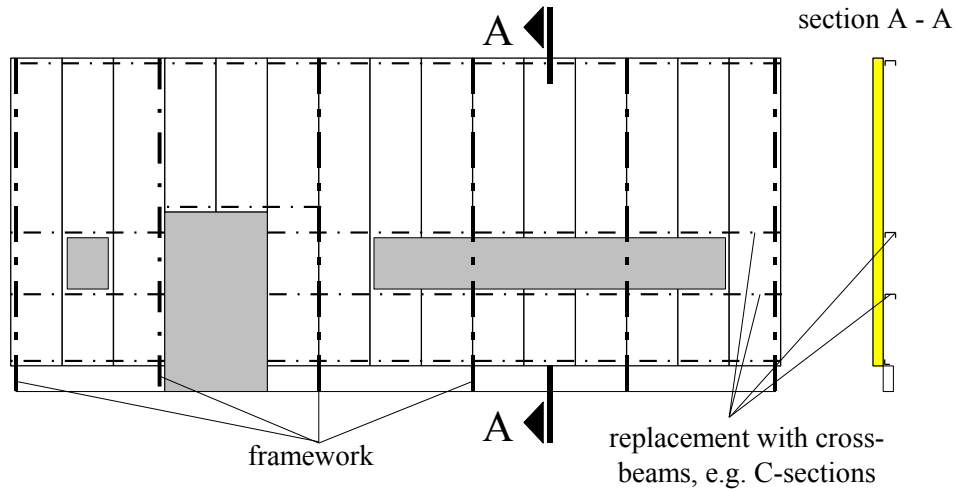 section A - A
A
A
framework
replacement with cross-
beams, e.g. C-sections